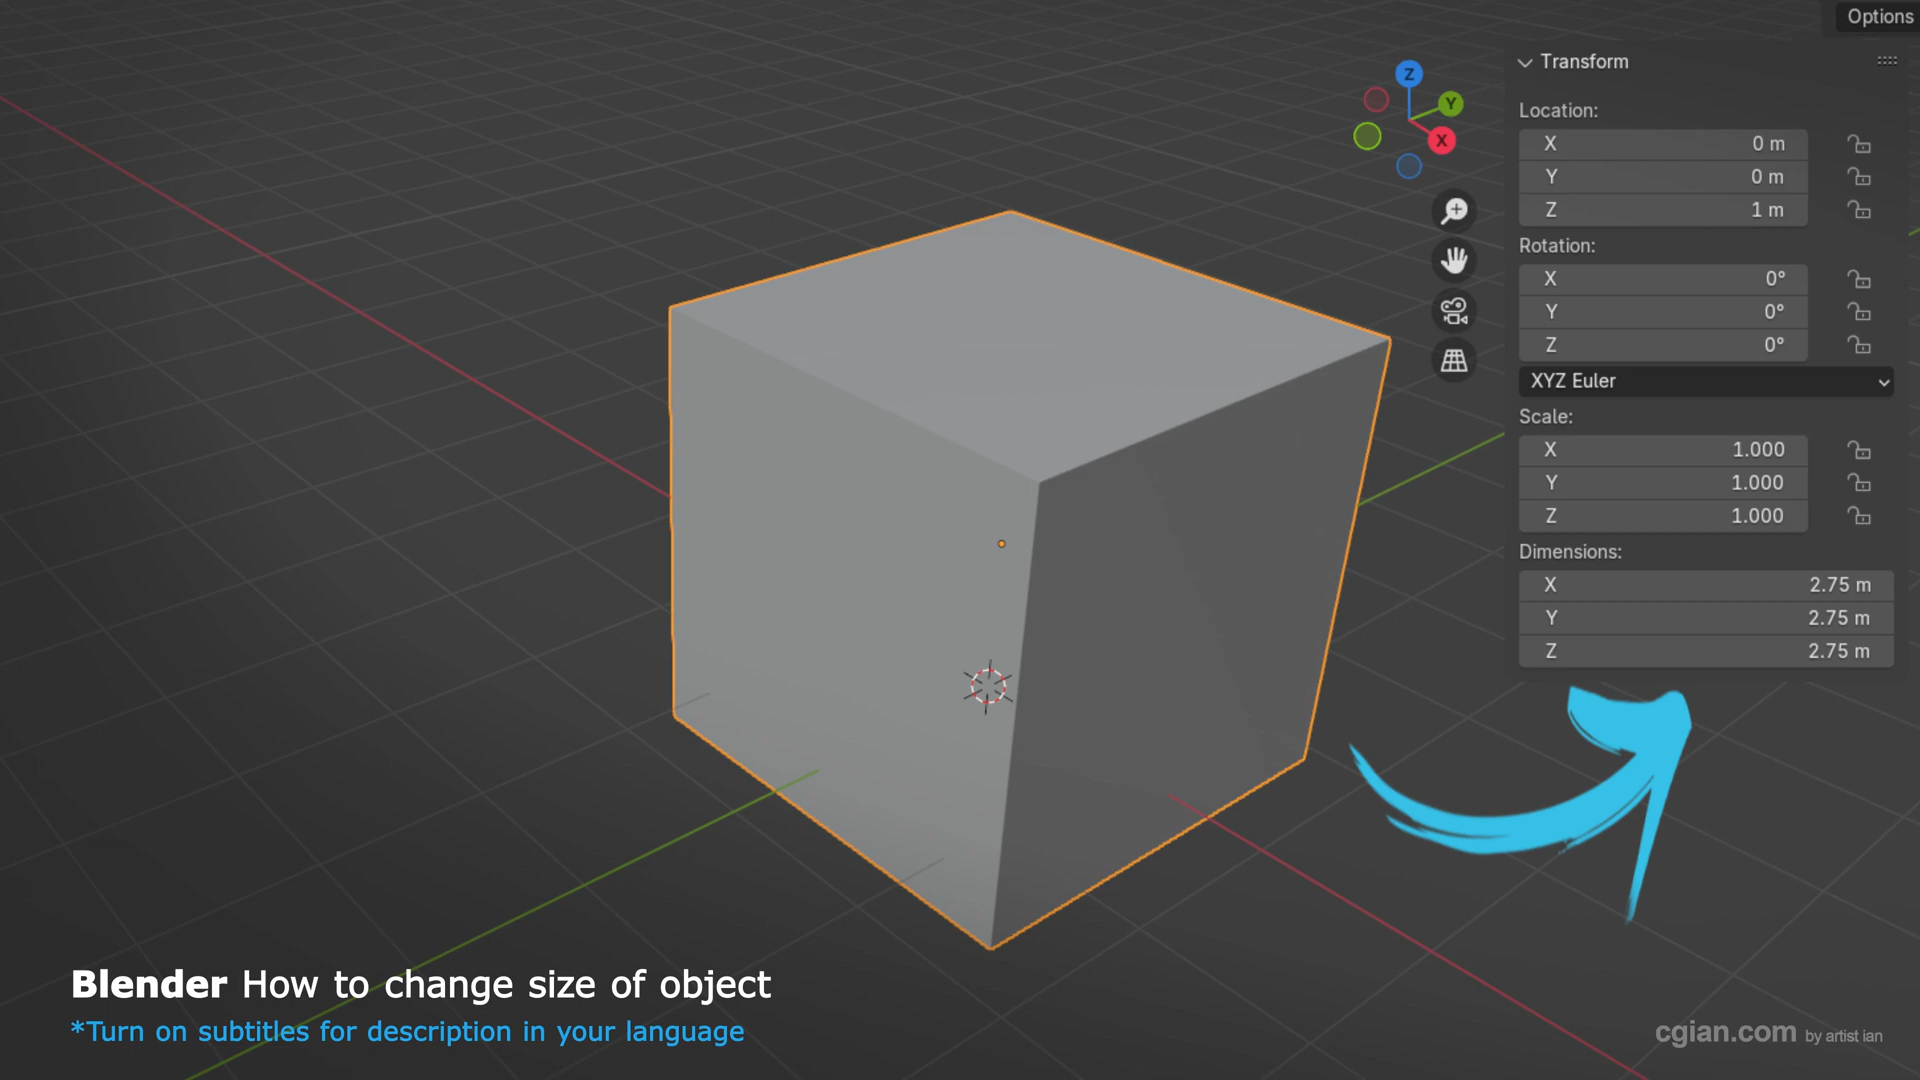 Options
Transform
Location:
X 0 m
Y 0 m
Z 1 m
Rotation:
X 0°
Y 0°
Z 0°
XYZ Euler
Scale:
X 1.000
Y 1.000
Z 1.000
Dimensions:
X 2.75 m
Y 2.75 m
Z 2.75 m
Z
Y
X
Blender How to change size of object
*Turn on subtitles for description in your language
cgian.com by artist ian